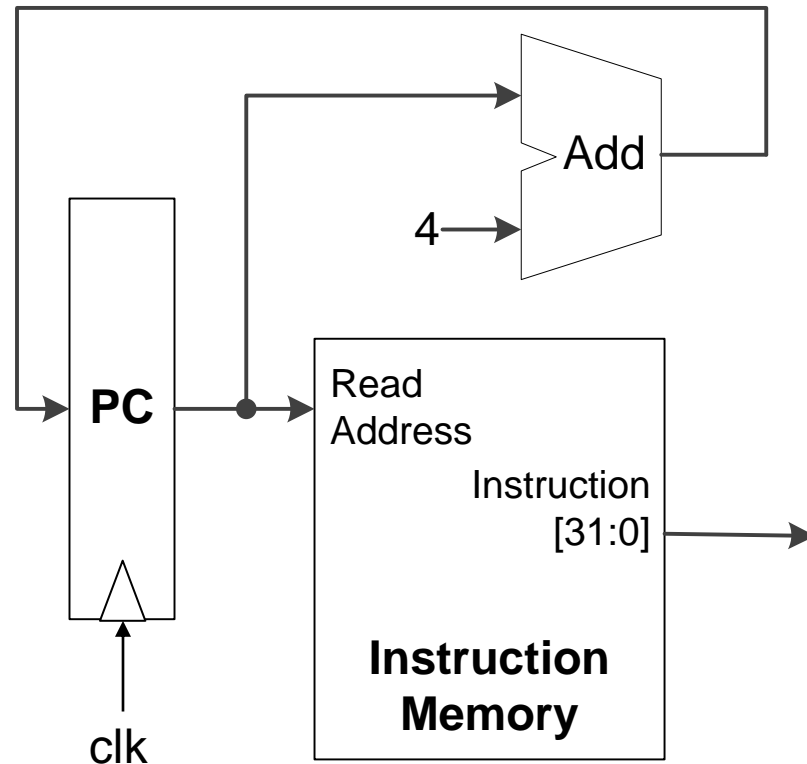 Add
4
PC
Read
Address
Instruction
[31:0]
Instruction
Memory
clk